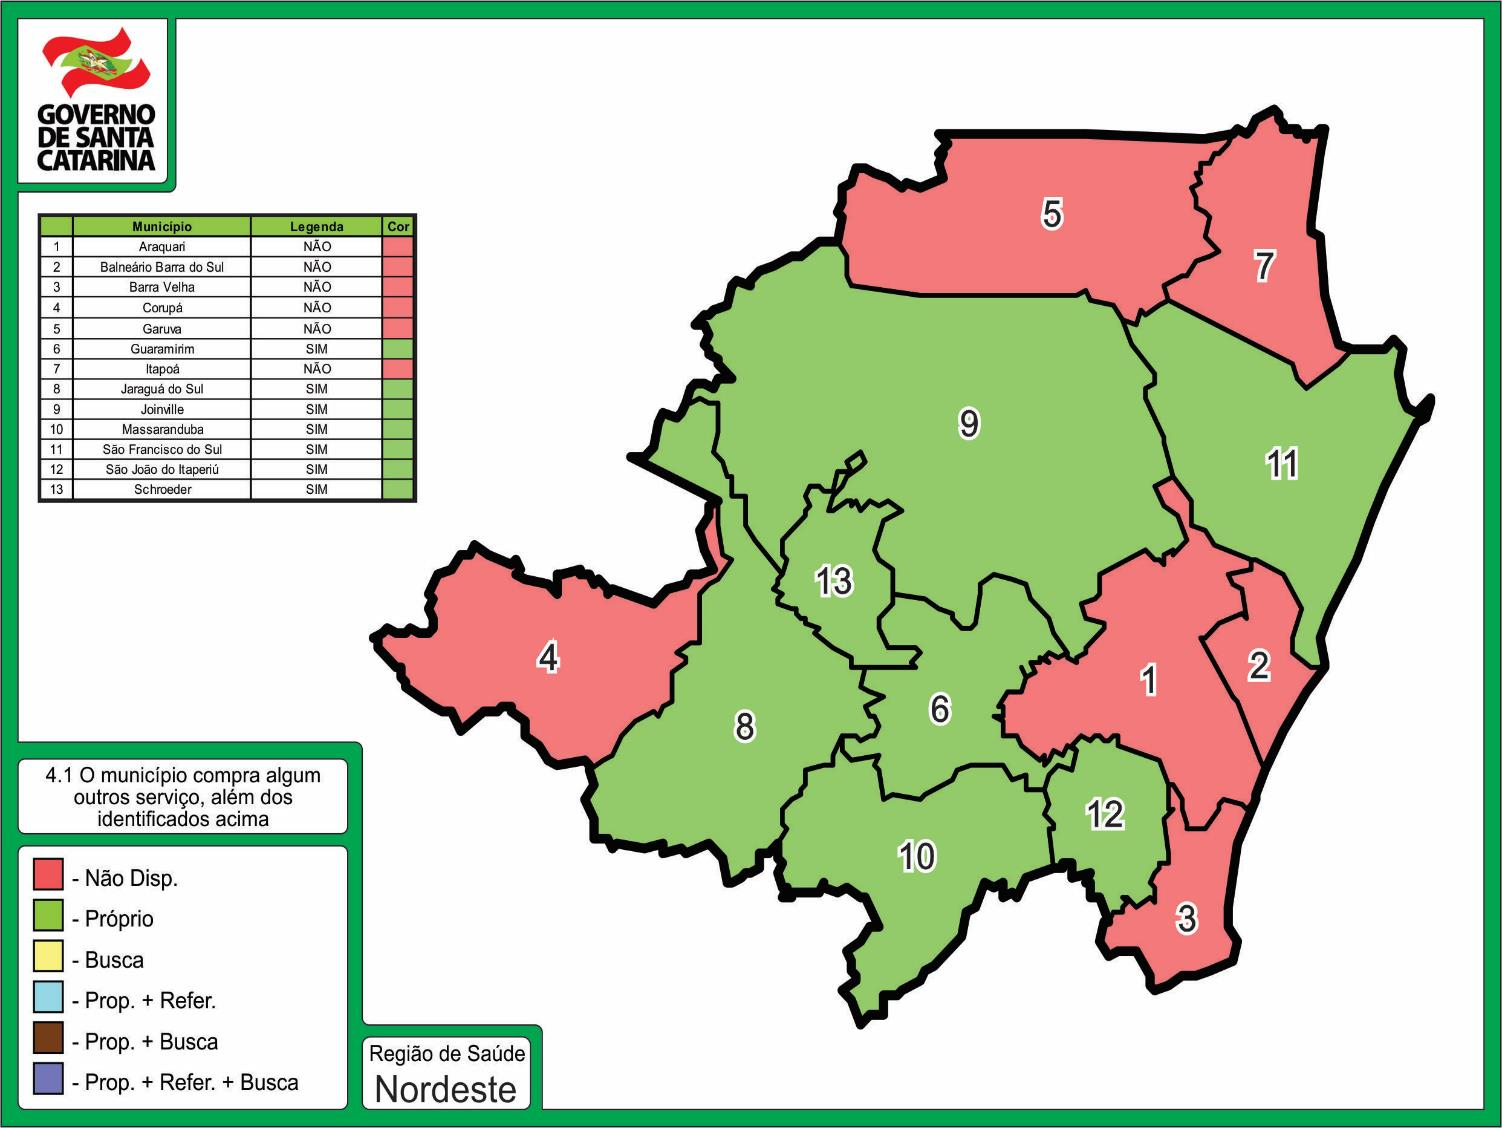 GOVERNO
DE SANTA
CATARINA
Município Legenda Cor
1 Araquari NÃO
2 Balneário Barra do Sul NÃO
3 Barra Velha NÃO
4 Corupá NÃO
5 Garuva NÃO
6 Guaramirim SIM
7 Itapoá NÃO
8 Jaraguá do Sul SIM
9 Joinville SIM
10 Massaranduba SIM
11 São Francisco do Sul SIM
12 São João do Itaperiú SIM
13 Schroeder SIM
5
7
9
11
13
4
1
2
6
8
12
10
3
4.1 O município compra algum
outros serviço, além dos
identificados acima
- Não Disp.
- Próprio
- Busca
- Prop. + Refer.
- Prop. + Busca
- Prop. + Refer. + Busca
Região de Saúde
Nordeste